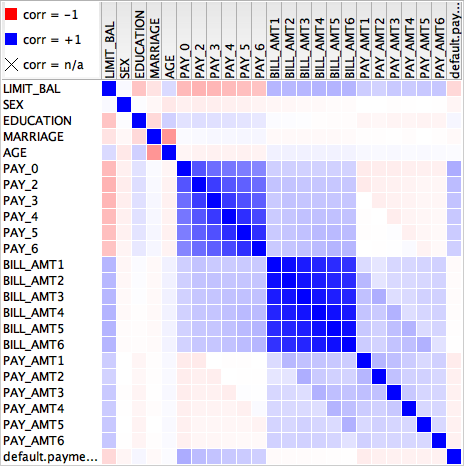 corr = -1
corr = +1
corr = n/a
LIMIT_BAL
SEX
EDUCATION
MARRIAGE
AGE
PAY_0
PAY_2
PAY_3
PAY_4
PAY_5
PAY_6
BILL_AMT1
BILL_AMT2
BILL_AMT3
BILL_AMT4
BILL_AMT5
BILL_AMT6
PAY_AMT1
PAY_AMT2
PAY_AMT3
PAY_AMT4
PAY_AMT5
PAY_AMT6
default.pay...
LIMIT_BAL
SEX
EDUCATION
MARRIAGE
AGE
PAY_0
PAY_2
PAY_3
PAY_4
PAY_5
PAY_6
BILL_AMT1
BILL_AMT2
BILL_AMT3
BILL_AMT4
BILL_AMT5
BILL_AMT6
PAY_AMT1
PAY_AMT2
PAY_AMT3
PAY_AMT4
PAY_AMT5
PAY_AMT6
default.payme...